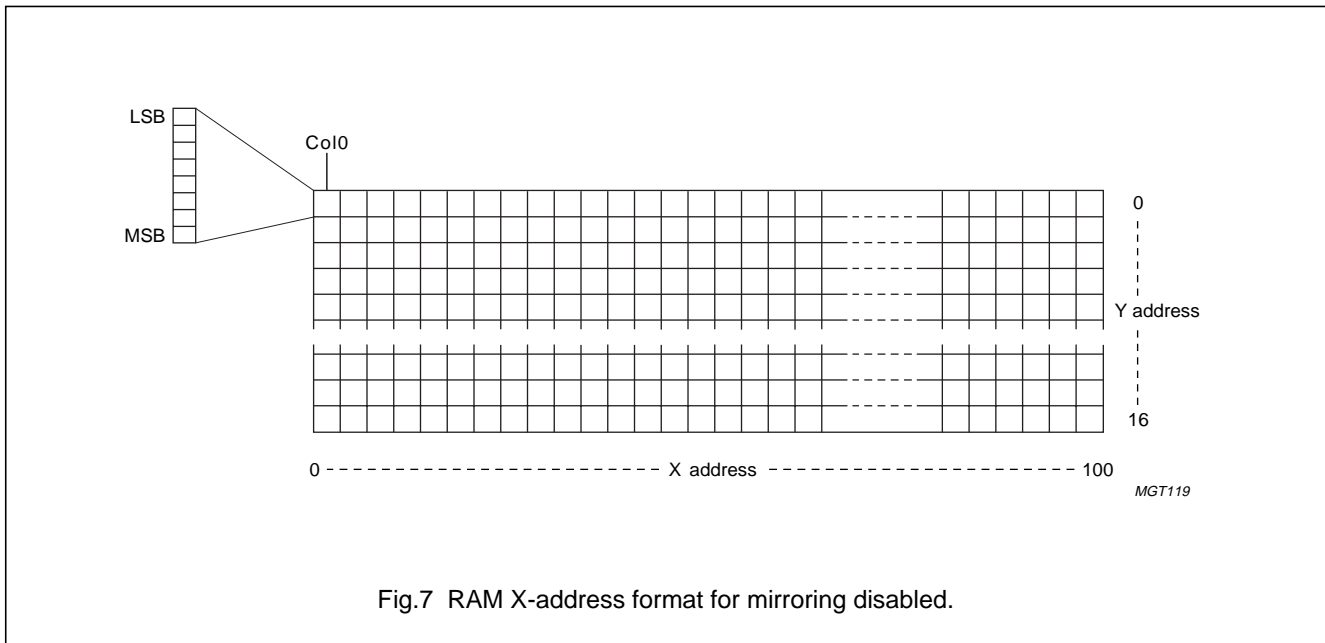 LSB
Col0
MSB
0
Y address
16
0 X address 100
MGT119
Fig.7 RAM X-address format for mirroring disabled.